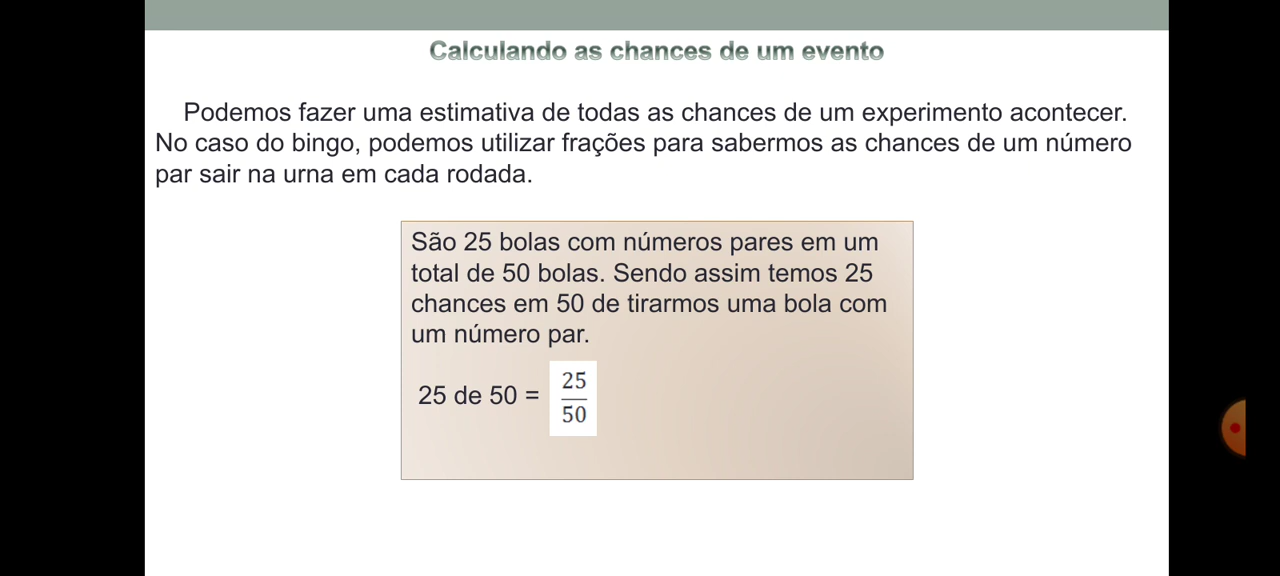 Calculando as chances de um evento
Podemos fazer uma estimativa de todas as chances de um experimento acontecer.
No caso do bingo, podemos utilizar frações para sabermos as chances de um número
par sair na urna em cada rodada.
São 25 bolas com números pares em um
total de 50 bolas. Sendo assim temos 25
chances em 50 de tirarmos uma bola com
um número par.
25 de 50 = 25/50